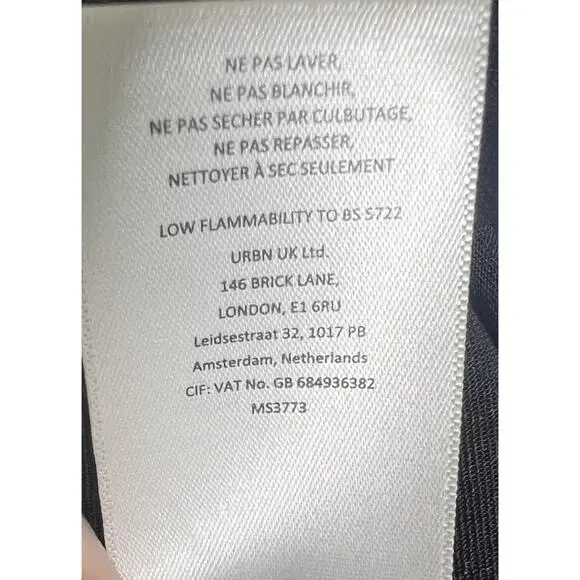 NE PAS LAVER,
NE PAS BLANCHIR,
NE PAS SECHER PAR CULBUTAGE,
NE PAS REPASSER,
NETTOYER À SEC SEULEMENT
LOW FLAMMABILITY TO BS 5722
URBN UK Ltd.
146 BRICK LANE,
LONDON, E1 6RU
Leidsestraat 32, 1017 PB
Amsterdam, Netherlands
CIF: VAT No. GB 684936382
MS3773